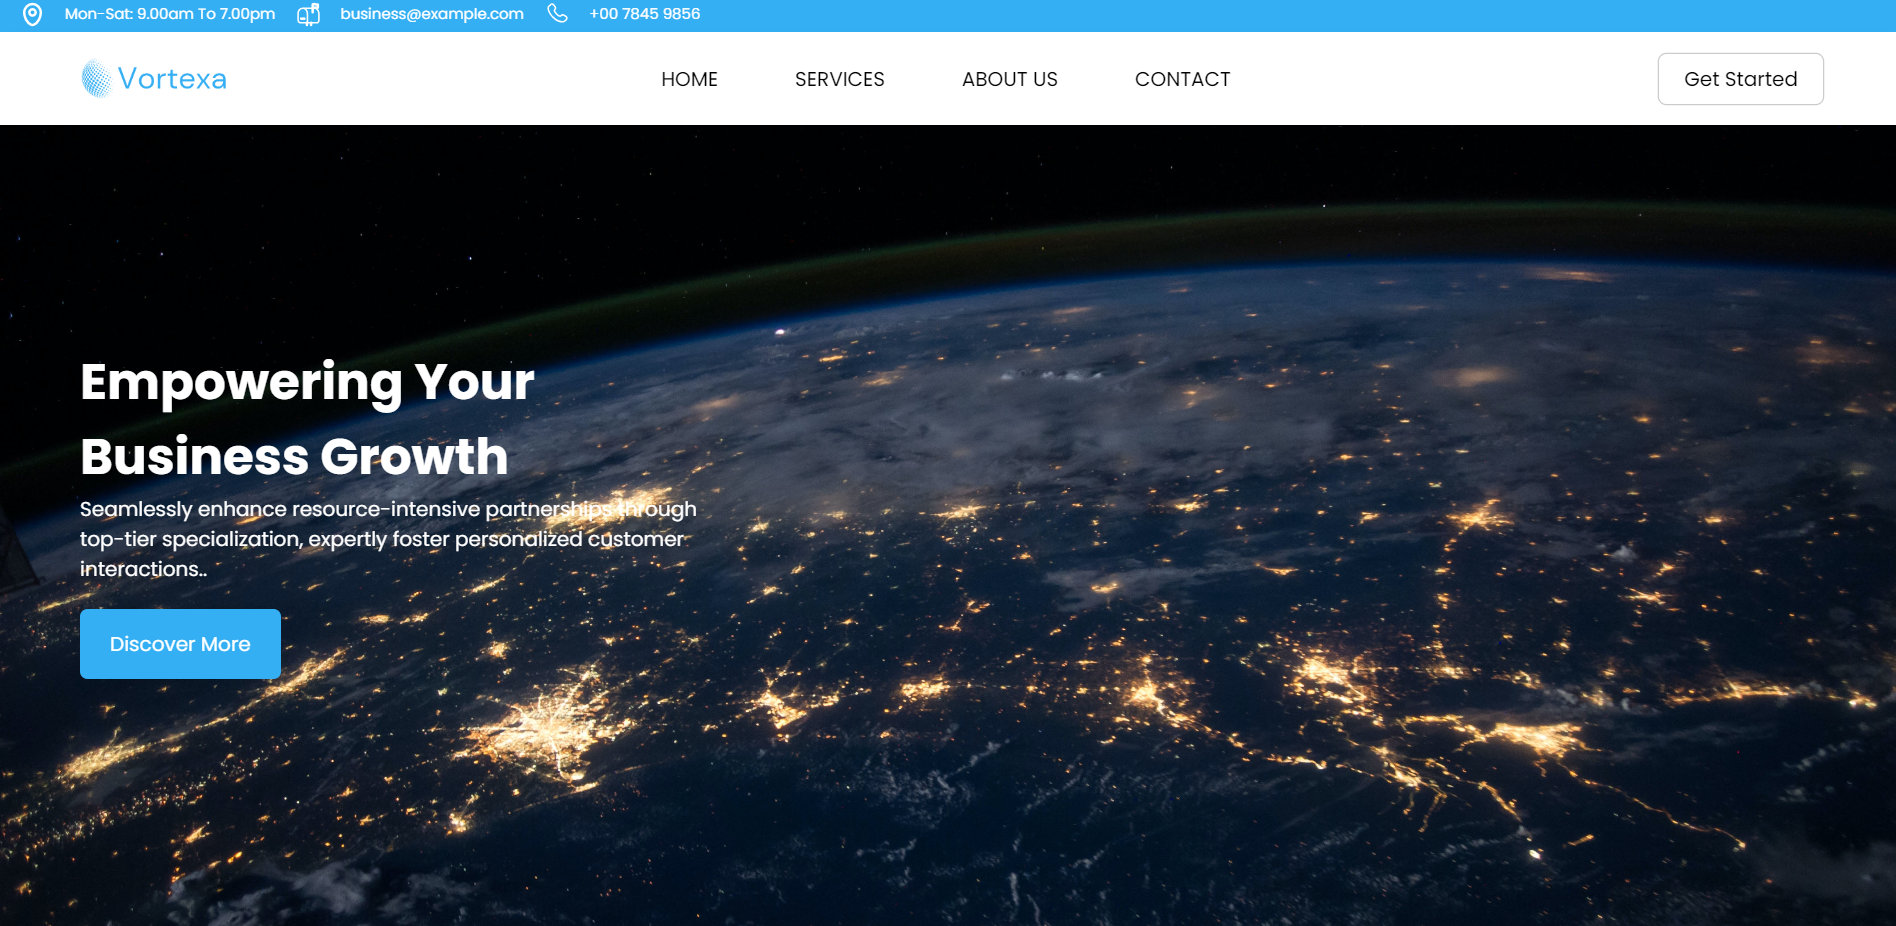 Mon-Sat: 9.00am To 7.00pm business@example.com +00 7845 9856
Vortexa HOME SERVICES ABOUT US CONTACT Get Started
Empowering Your
Business Growth
Seamlessly enhance resource-intensive partnerships through
top-tier specialization, expertly foster personalized customer
interactions..
Discover More